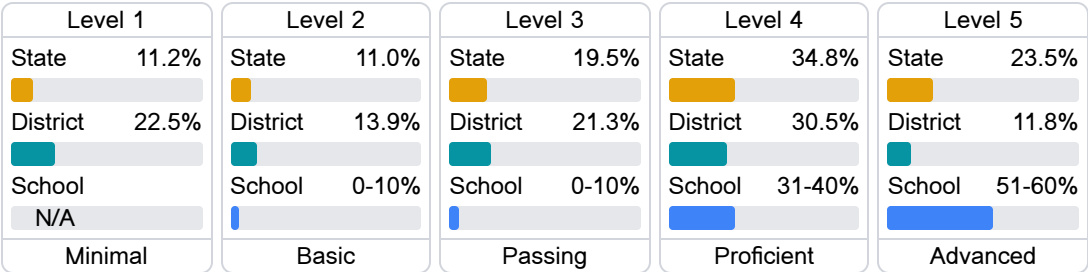 Level 1
State 11.2%
District 22.5%
School
N/A
Minimal
Level 2
State 11.0%
District 13.9%
School 0-10%
Basic
Level 3
State 19.5%
District 21.3%
School 0-10%
Passing
Level 4
State 34.8%
District 30.5%
School 31-40%
Proficient
Level 5
State 23.5%
District 11.8%
School 51-60%
Advanced